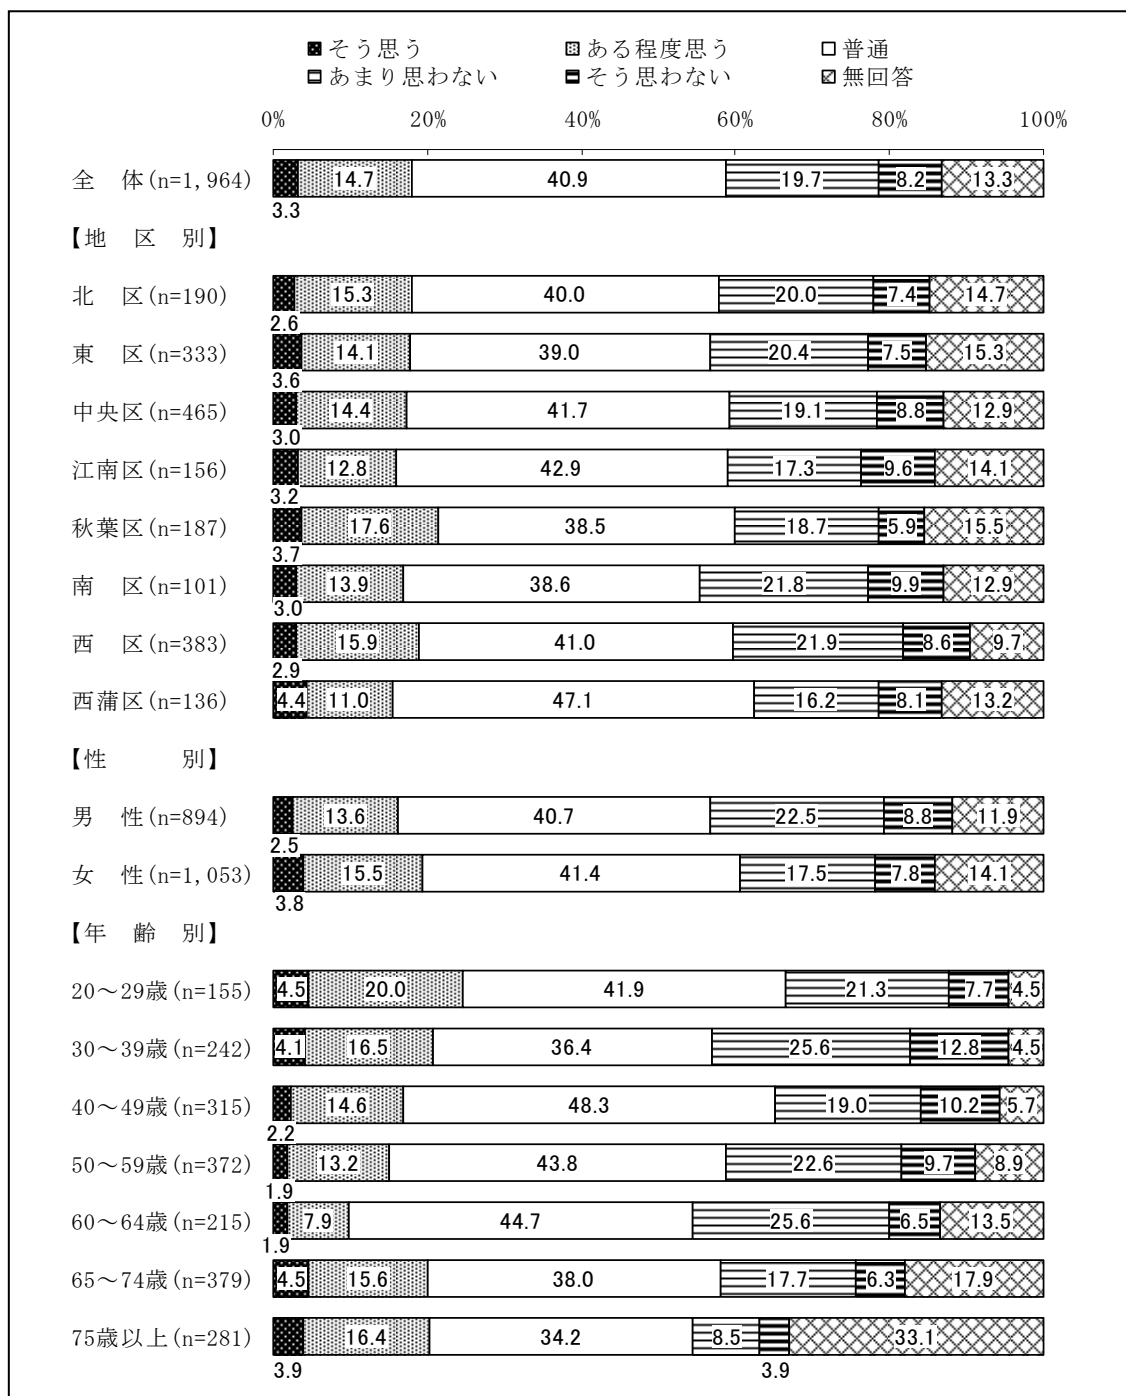 そう思う ある程度思う 普通
あまり思わない そう思わない 無回答
0% 20% 40% 60% 80% 100%
全 体(n=1,964) 14.7 40.9 19.7 8.2 13.3
3.3
【地 区 別】
北 区(n=190) 15.3 40.0 20.0 7.4 14.7
2.6
東 区(n=333) 14.1 39.0 20.4 7.5 15.3
3.6
中央区(n=465) 14.4 41.7 19.1 8.8 12.9
3.0
江南区(n=156) 12.8 42.9 17.3 9.6 14.1
3.2
秋葉区(n=187) 17.6 38.5 18.7 5.9 15.5
3.7
南 区(n=101) 13.9 38.6 21.8 9.9 12.9
3.0
西 区(n=383) 15.9 41.0 21.9 8.6 9.7
2.9
西蒲区(n=136) 4.4 11.0 47.1 16.2 8.1 13.2
【性 別】
男 性(n=894) 13.6 40.7 22.5 8.8 11.9
2.5
女 性(n=1,053) 15.5 41.4 17.5 7.8 14.1
3.8
【年 齢 別】
20～29歳(n=155) 4.5 20.0 41.9 21.3 7.7 4.5
30～39歳(n=242) 4.1 16.5 36.4 25.6 12.8 4.5
40～49歳(n=315) 14.6 48.3 19.0 10.2 5.7
2.2
50～59歳(n=372) 13.2 43.8 22.6 9.7 8.9
1.9
60～64歳(n=215) 7.9 44.7 25.6 6.5 13.5
1.9
65～74歳(n=379) 4.5 15.6 38.0 17.7 6.3 17.9
75歳以上(n=281) 16.4 34.2 8.5 33.1
3.9 3.9